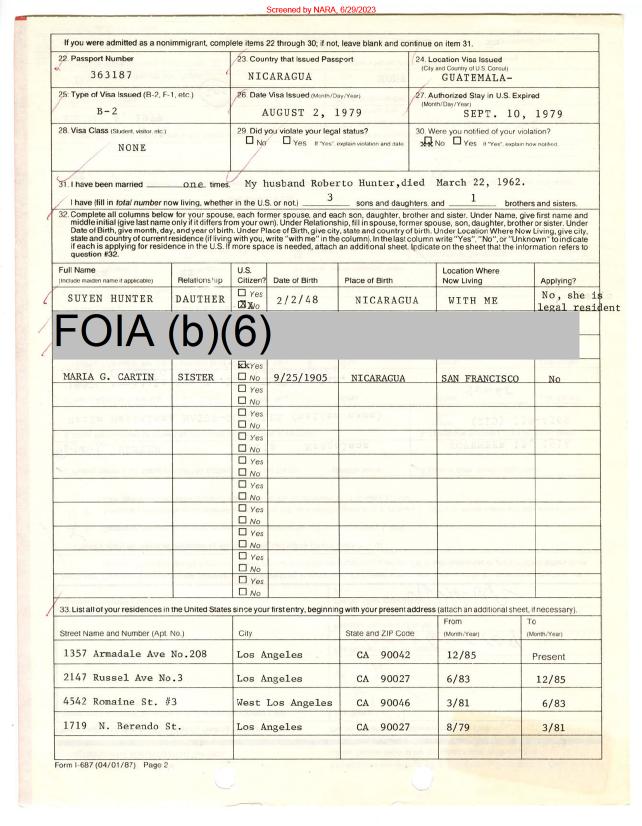 Screened by NARA, 6/29/2023
If you were admitted as a nonimmigrant, complete items 22 through 30; if not, leave blank and continue on item 31.
22. Passport Number
363187
23. Country that Issued Passport
NICARAGUA
24. Location Visa Issued
(City and Country of U.S. Consul)
GUATEMALA-
25. Type of Visa Issued (B-2, F-1, etc.)
B-2
26. Date Visa Issued (Month/Day/Year)
AUGUST 2, 1979
27. Authorized Stay in U.S. Expired
(Month/Day/Year)
SEPT. 10, 1979
28. Visa Class (Student, visitor, etc.)
NONE
29. Did you violate your legal status?
☐ No ☐ Yes If "Yes", explain violation and date
30. Were you notified of your violation?
xx No ☐ Yes If "Yes", explain how notified.
31. I have been married one times. My husband Roberto Hunter,died March 22, 1962.
I have (fill in total number now living, whether in the U.S. or not.) 3 sons and daughters, and 1 brothers and sisters.
32. Complete all columns below for your spouse, each former spouse, and each son, daughter, brother and sister. Under Name, give first name and
middle initial (give last name only if it differs from your own). Under Relationship, fill in spouse, former spouse, son, daughter, brother or sister. Under
Date of Birth, give month, day, and year of birth. Under Place of Birth, give city, state and country of birth. Under Location Where Now Living, give city,
state and country of current residence (if living with you, write "with me" in the column). In the last column write "Yes", "No", or "Unknown" to indicate
if each is applying for residence in the U.S. If more space is needed, attach an additional sheet. Indicate on the sheet that the information refers to
question #32.
Full Name
(Include maiden name if applicable)
Relationship
U.S.
Citizen?
Date of Birth
Place of Birth
Location Where
Now Living
Applying?
SUYEN HUNTER DAUTHER ☐ Yes XX No 2/2/48 NICARAGUA WITH ME No, she is
legal resident
FOIA (b)(6)
MARIA G. CARTIN SISTER xx Yes ☐ No 9/25/1905 NICARAGUA SAN FRANCISCO No
☐ Yes
☐ No
☐ Yes
☐ No
☐ Yes
☐ No
☐ Yes
☐ No
☐ Yes
☐ No
☐ Yes
☐ No
☐ Yes
☐ No
☐ Yes
☐ No
☐ Yes
☐ No
33. List all of your residences in the United States since your first entry, beginning with your present address (attach an additional sheet, if necessary).
Street Name and Number (Apt. No.)
City
State and ZIP Code
From
(Month/Year)
To
(Month/Year)
1357 Armadale Ave No.208 Los Angeles CA 90042 12/85 Present
2147 Russel Ave No.3 Los Angeles CA 90027 6/83 12/85
4542 Romaine St. #3 West Los Angeles CA 90046 3/81 6/83
1719 N. Berendo St. Los Angeles CA 90027 8/79 3/81
Form I-687 (04/01/87) Page 2